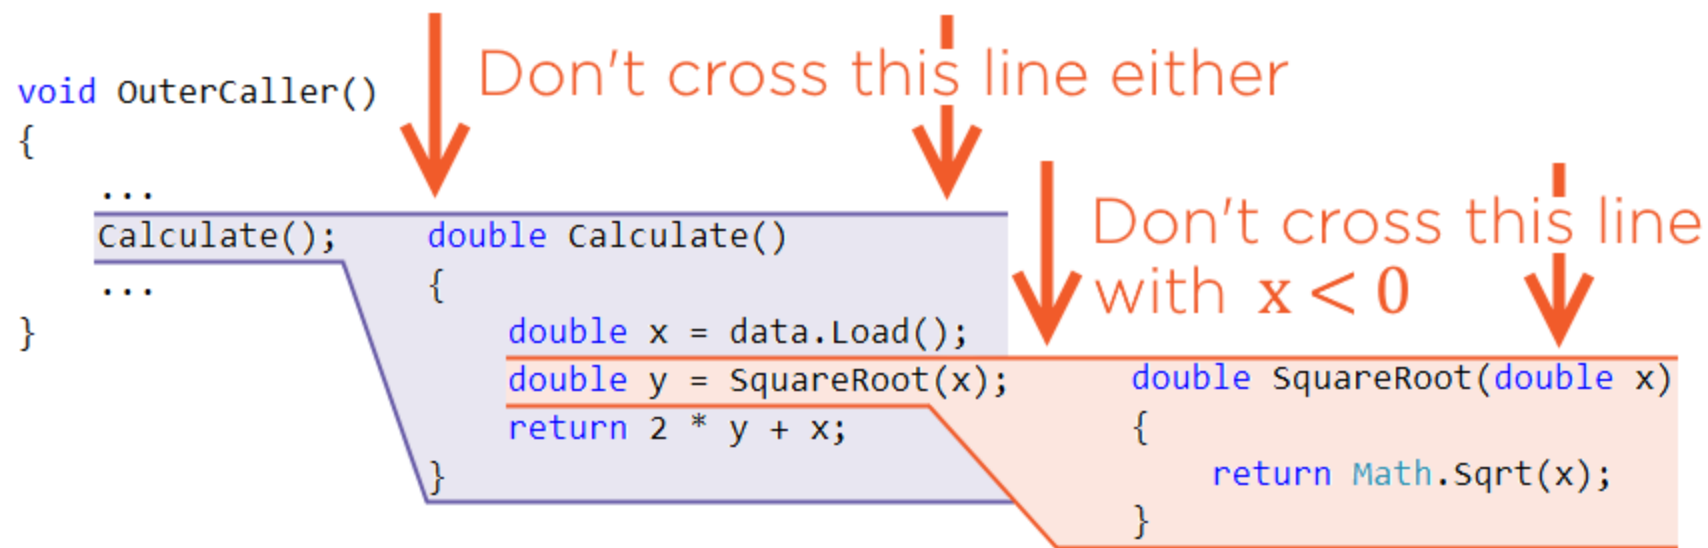 Don't cross this line either
void OuterCaller()
{
...
Calculate();
...
}
double Calculate()
{
double x = data.Load();
double y = SquareRoot(x);
return 2 * y + x;
}
Don't cross this line
with x < 0
double SquareRoot(double x)
{
return Math.Sqrt(x);
}